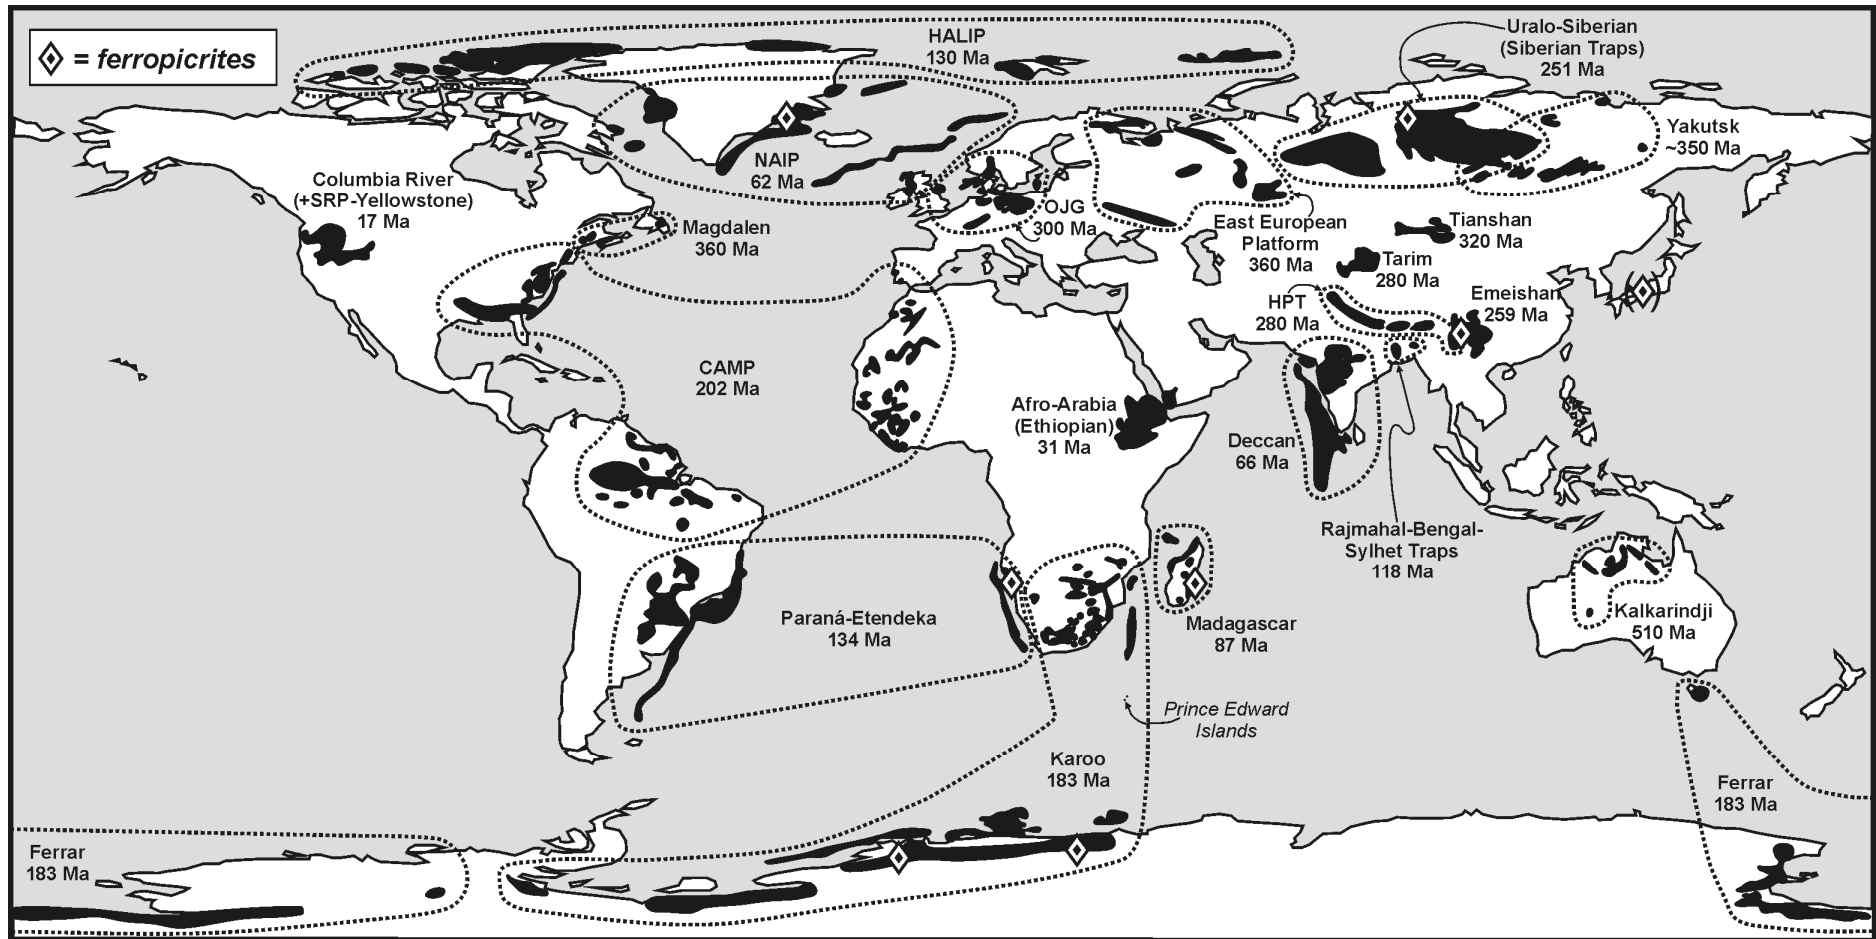 = ferropicrites
HALIP
130 Ma
Uralo-Siberian
(Siberian Traps)
251 Ma
Yakutsk
~350 Ma
NAIP
62 Ma
Columbia River
(+SRP-Yellowstone)
17 Ma
Magdalen
360 Ma
OJG
300 Ma
East European
Platform
360 Ma
Tianshan
320 Ma
Tarim
280 Ma
HPT
280 Ma
Emeishan
259 Ma
CAMP
202 Ma
Afro-Arabia
(Ethiopian)
31 Ma
Deccan
66 Ma
Rajmahal-Bengal-
Sylhet Traps
118 Ma
Paraná-Etendeka
134 Ma
Madagascar
87 Ma
Kalkarindji
510 Ma
Prince Edward
Islands
Karoo
183 Ma
Ferrar
183 Ma
Ferrar
183 Ma